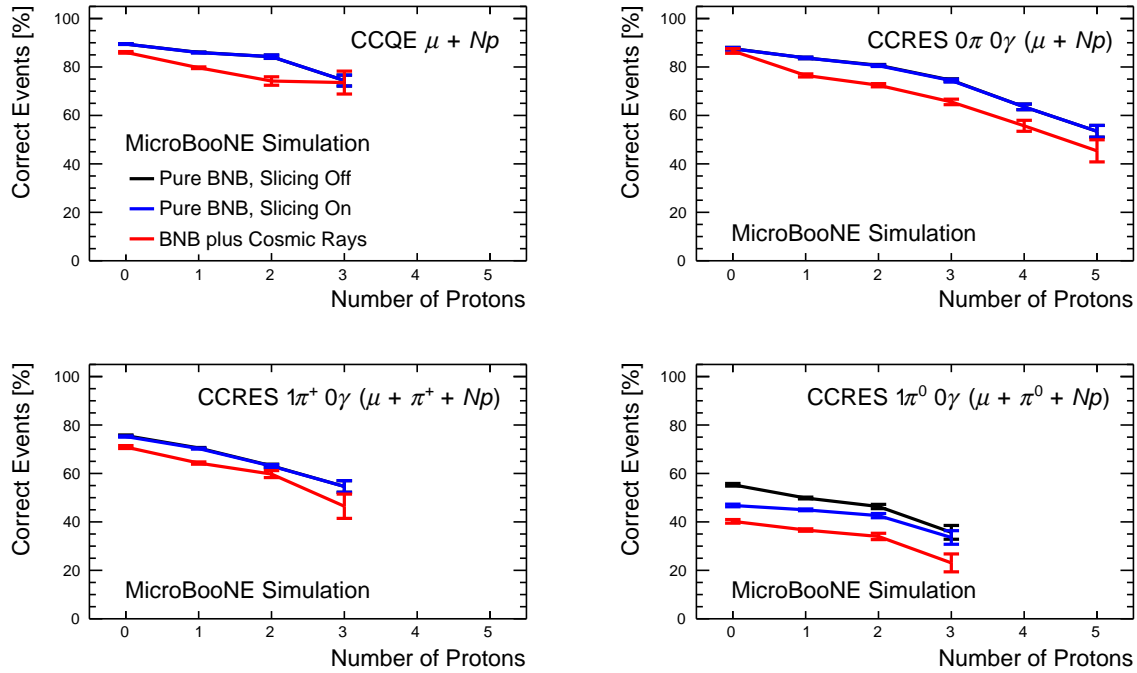 Correct Events [%]
100
80
60
40
20
0
CCQE μ + Np
MicroBooNE Simulation
Pure BNB, Slicing Off
Pure BNB, Slicing On
BNB plus Cosmic Rays
0 1 2 3 4 5
Number of Protons
Correct Events [%]
100
80
60
40
20
0
CCRES 0π 0γ (μ + Np)
MicroBooNE Simulation
0 1 2 3 4 5
Number of Protons
Correct Events [%]
100
80
60
40
20
0
CCRES 1π⁺ 0γ (μ + π⁺ + Np)
MicroBooNE Simulation
0 1 2 3 4 5
Number of Protons
Correct Events [%]
100
80
60
40
20
0
CCRES 1π⁰ 0γ (μ + π⁰ + Np)
MicroBooNE Simulation
0 1 2 3 4 5
Number of Protons